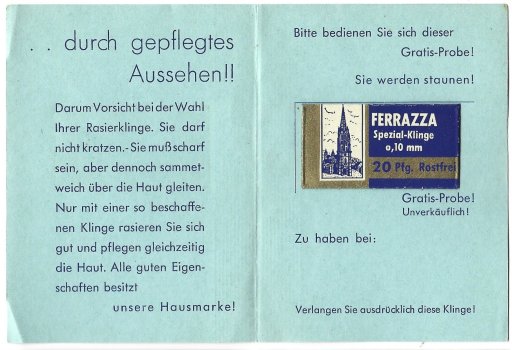 . . durch gepflegtes
Aussehen!!
Darum Vorsicht bei der Wahl
Ihrer Rasierklinge. Sie darf
nicht kratzen.- Sie muß scharf
sein, aber dennoch sammet-
weich über die Haut gleiten.
Nur mit einer so beschaffe-
nen Klinge rasieren Sie sich
gut und pflegen gleichzeitig
die Haut. Alle guten Eigen-
schaften besitzt
unsere Hausmarke!
Bitte bedienen Sie sich dieser
Gratis-Probe!
Sie werden staunen!
FERRAZZA
Spezial-Klinge
0,10 mm
20 Pfg. Rostfrei
Gratis-Probe!
Unverkäuflich!
Zu haben bei:
Verlangen Sie ausdrücklich diese Klinge!